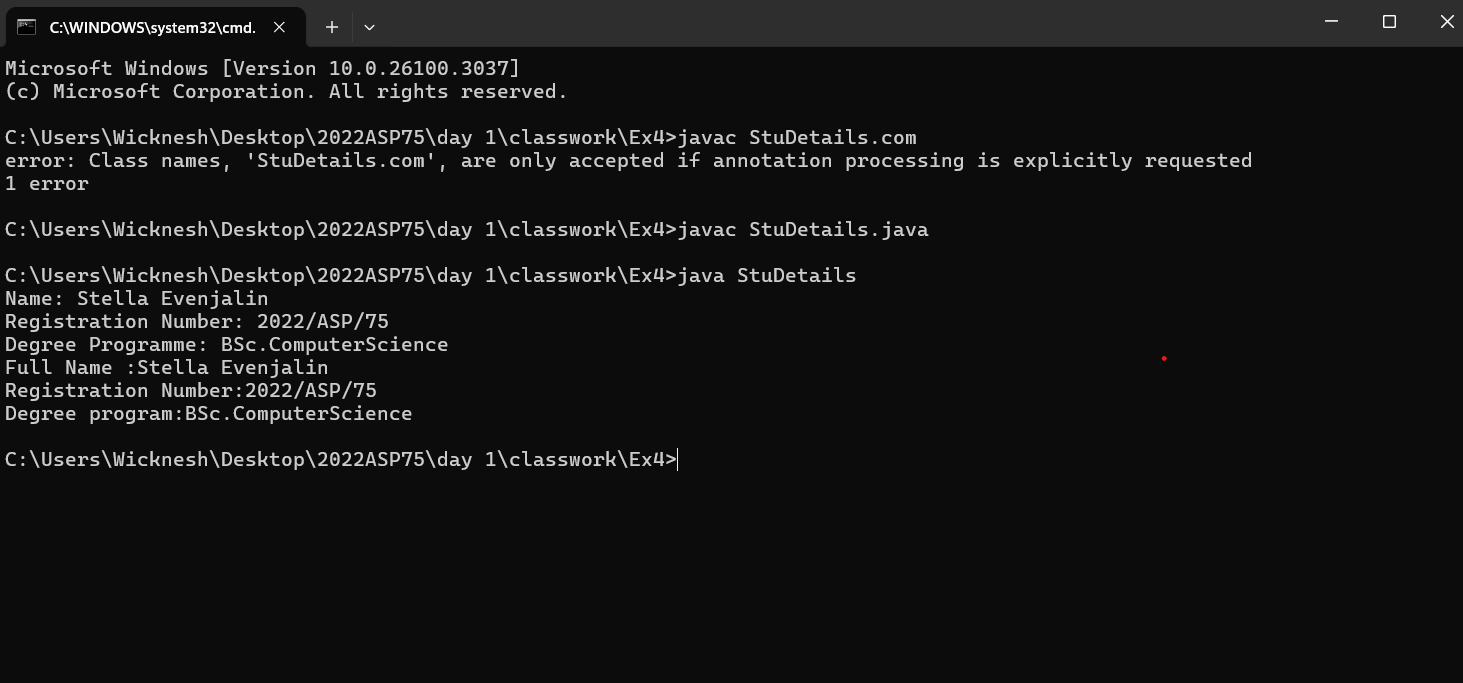 C:\WINDOWS\system32\cmd.
Microsoft Windows [Version 10.0.26100.3037]
(c) Microsoft Corporation. All rights reserved.
C:\Users\Wicknesh\Desktop\2022ASP75\day 1\classwork\Ex4>javac StuDetails.com
error: Class names, 'StuDetails.com', are only accepted if annotation processing is explicitly requested
1 error
C:\Users\Wicknesh\Desktop\2022ASP75\day 1\classwork\Ex4>javac StuDetails.java
C:\Users\Wicknesh\Desktop\2022ASP75\day 1\classwork\Ex4>java StuDetails
Name: Stella Evenjalin
Registration Number: 2022/ASP/75
Degree Programme: BSc.ComputerScience
Full Name :Stella Evenjalin
Registration Number:2022/ASP/75
Degree program:BSc.ComputerScience
C:\Users\Wicknesh\Desktop\2022ASP75\day 1\classwork\Ex4>